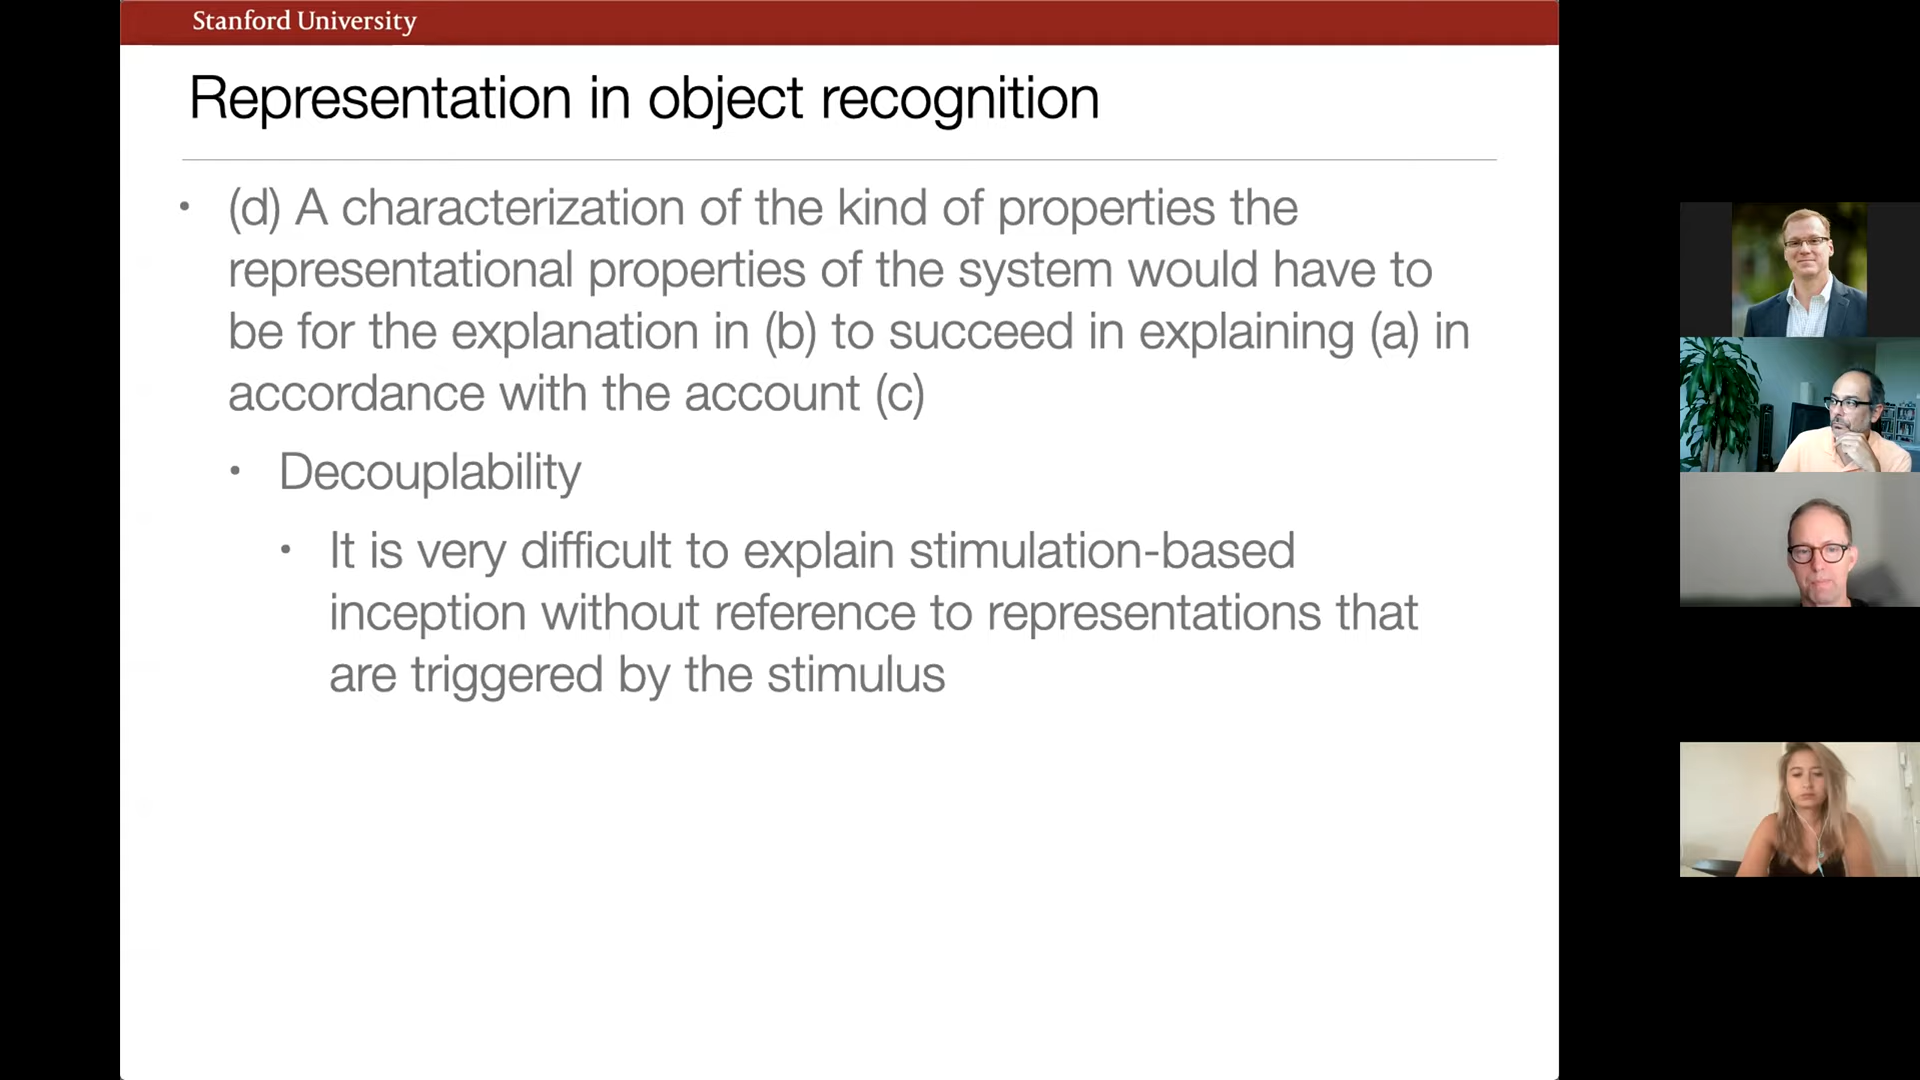 Stanford University
Representation in object recognition
• (d) A characterization of the kind of properties the
representational properties of the system would have to
be for the explanation in (b) to succeed in explaining (a) in
accordance with the account (c)
• Decouplability
• It is very difficult to explain stimulation-based
inception without reference to representations that
are triggered by the stimulus